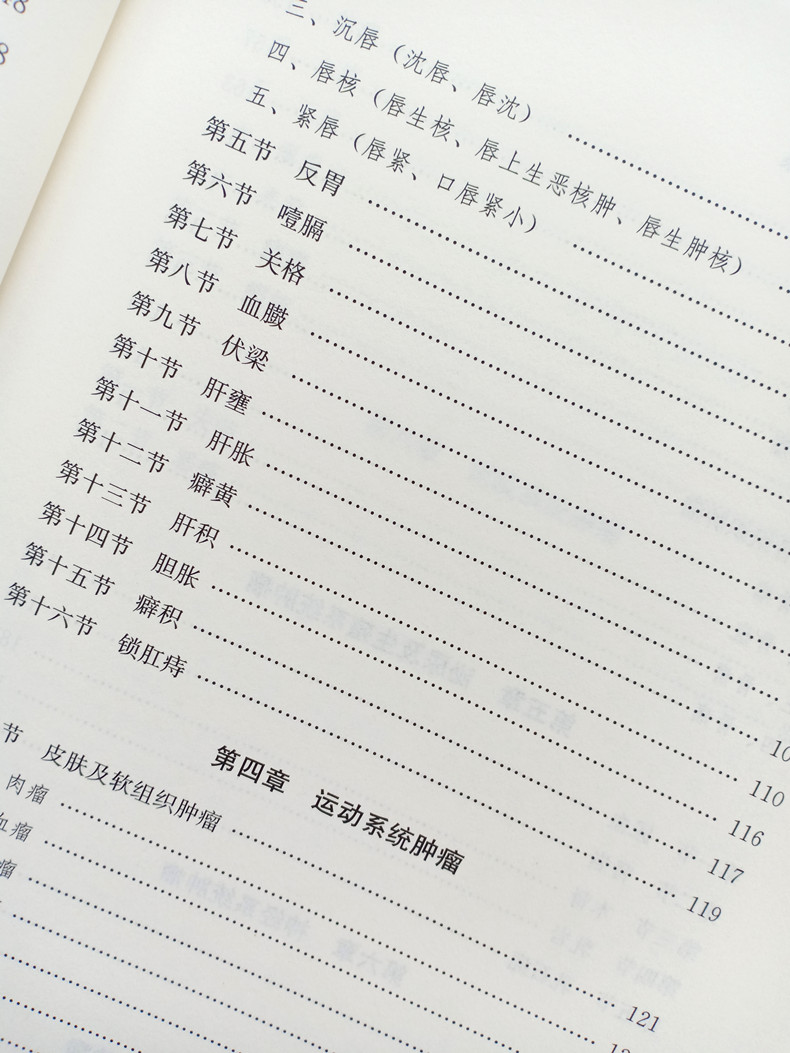 三、沉唇（沈唇、唇沈）
四、唇核（唇生核、唇上生恶核肿、唇生肿核）
五、紧唇（唇紧、口唇紧小）
第五节 反胃
第六节 噎膈
第七节 关格
第八节 血臌
第九节 伏梁
第十节 肝壅
第十一节 肝胀
第十二节 癖黄
第十三节 肝积 110
第十四节 胆胀 116
第十五节 癖积 117
第十六节 锁肛痔 119
第四章 运动系统肿瘤
节 皮肤及软组织肿瘤 121
肉瘤
血瘤
瘤